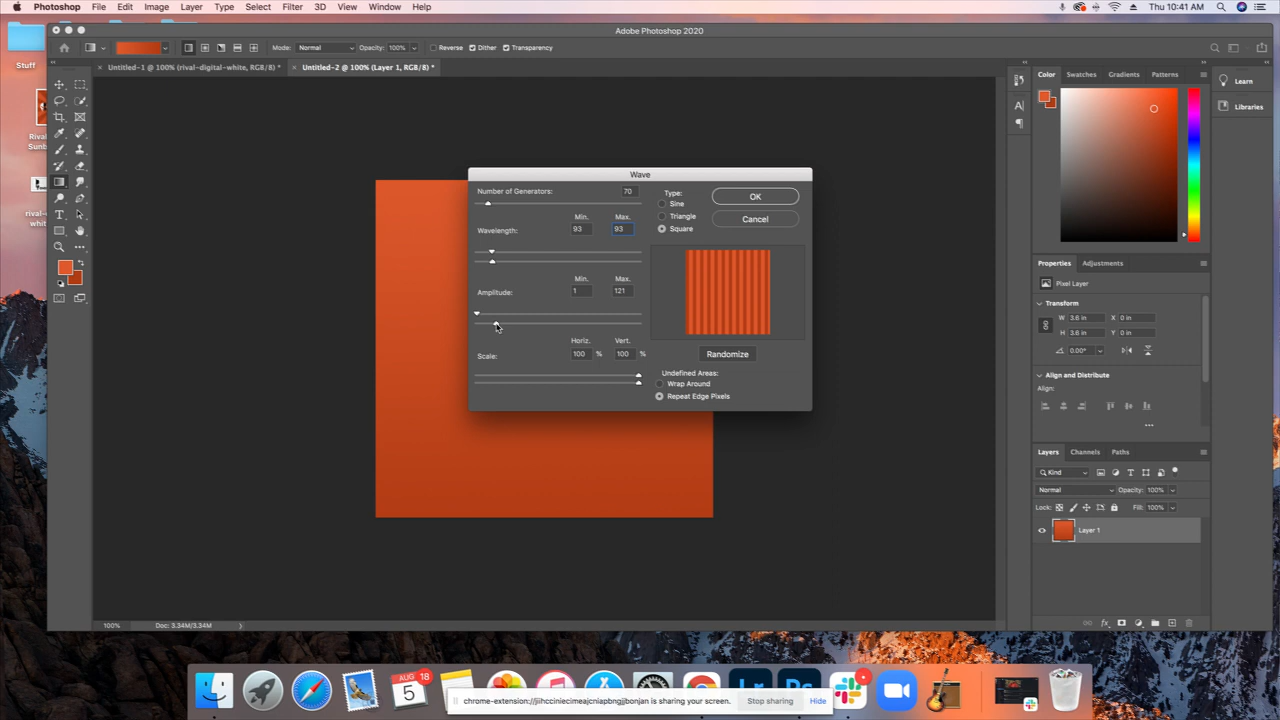 Photoshop File Edit Image Layer Type Select Filter 3D View Window Help Thu 10:41 AM
Adobe Photoshop 2020
Mode: Normal Opacity: 100% Reverse Dither Transparency
Untitled-1 @ 100% (rival-digital-white, RGB/8) * Untitled-2 @ 100% (Layer 1, RGB/8) *
Stuff
Rival
Sunb
rival-d
white
Wave
Number of Generators: 70
Type:
Sine
Triangle
Square
OK
Cancel
Min. Max.
Wavelength: 93 93
Min. Max.
Amplitude: 1 121
Horiz. Vert.
Scale: 100 % 100 %
Randomize
Undefined Areas:
Wrap Around
Repeat Edge Pixels
Color Swatches Gradients Patterns
Learn
Libraries
Properties Adjustments
Pixel Layer
Transform
W: 3.6 in X: 0 in
H: 3.6 in Y: 0 in
0.00°
Align and Distribute
Align:
Layers Channels Paths
Kind
Normal Opacity: 100%
Lock: Fill: 100%
Layer 1
100% Doc: 3.34M/3.34M
AUG 18
5
Lr
Ps
chrome-extension://jiihcciniecimeajcniapbngjjbonjan is sharing your screen. Stop sharing Hide